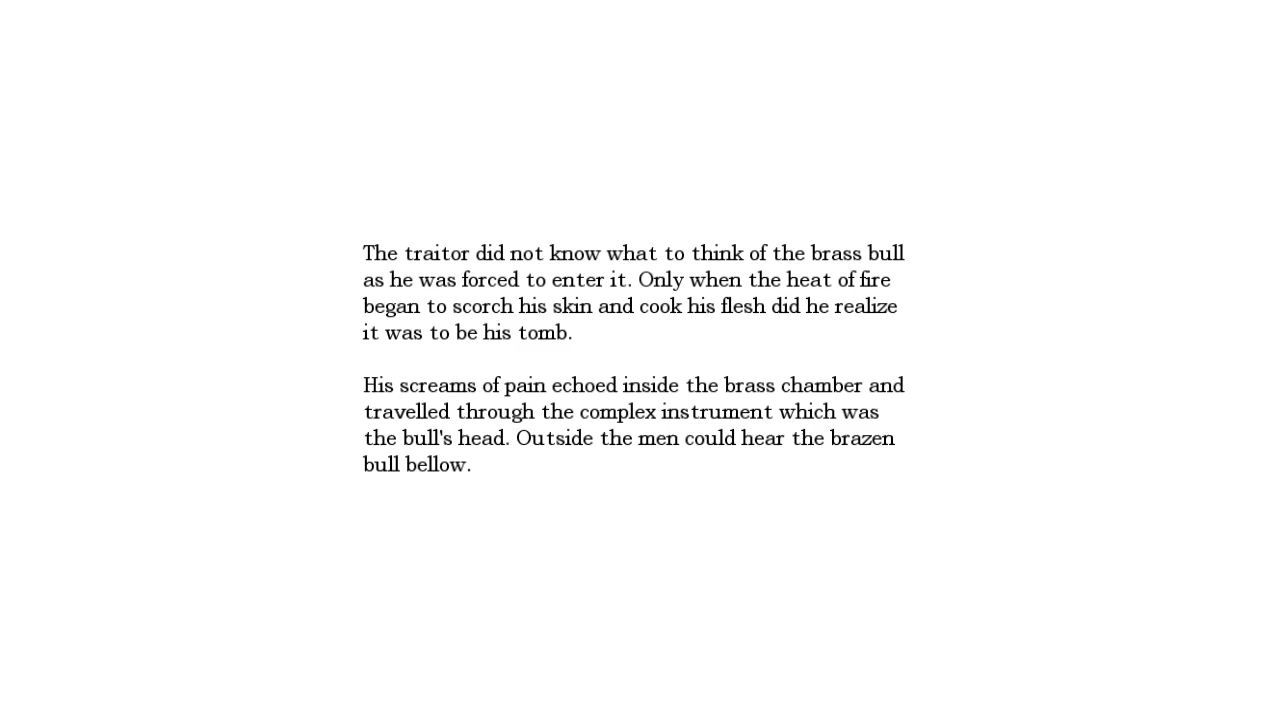 The traitor did not know what to think of the brass bull
as he was forced to enter it. Only when the heat of fire
began to scorch his skin and cook his flesh did he realize
it was to be his tomb.
His screams of pain echoed inside the brass chamber and
travelled through the complex instrument which was
the bull's head. Outside the men could hear the brazen
bull bellow.